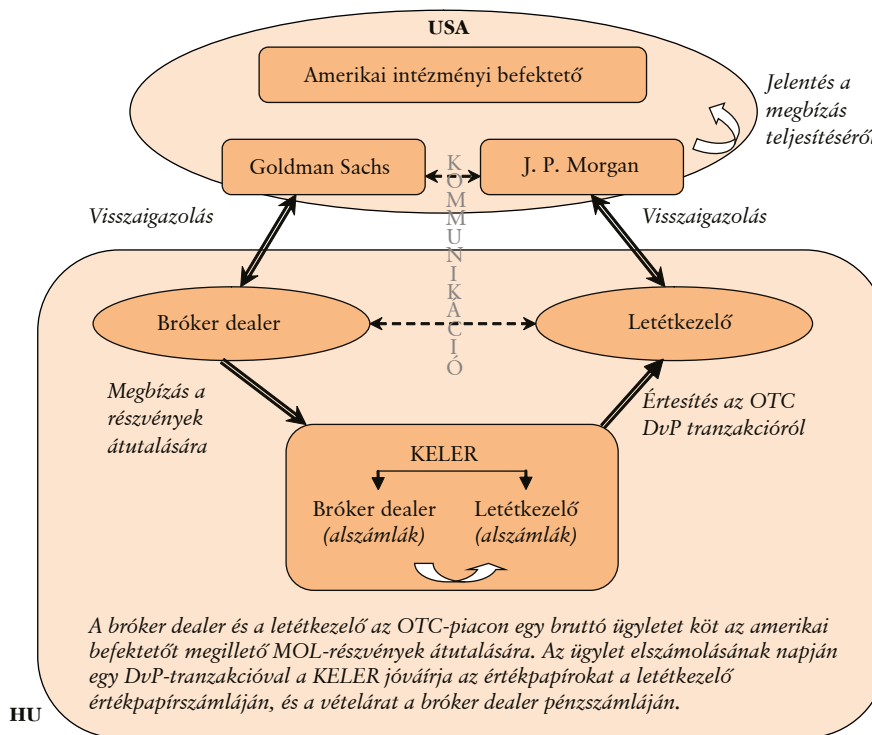 USA
Amerikai intézményi befektető
Jelentés a
megbízás
teljesítéséről
Goldman Sachs
J. P. Morgan
KOMMUNIKÁCIÓ
Visszaigazolás
Visszaigazolás
Bróker dealer
Letétkezelő
Megbízás a
részvények
átutalására
Értesítés az OTC
DvP tranzakcióról
KELER
Bróker dealer
(alszámlák)
Letétkezelő
(alszámlák)
A bróker dealer és a letétkezelő az OTC-piacon egy bruttó ügyletet köt az amerikai
befektetőt megillető MOL-részvények átutalására. Az ügylet elszámolásának napján
egy DvP-tranzakcióval a KELER jóváírja az értékpapírokat a letétkezelő
értékpapírszámláján, és a vételárat a bróker dealer pénzszámláján.
HU